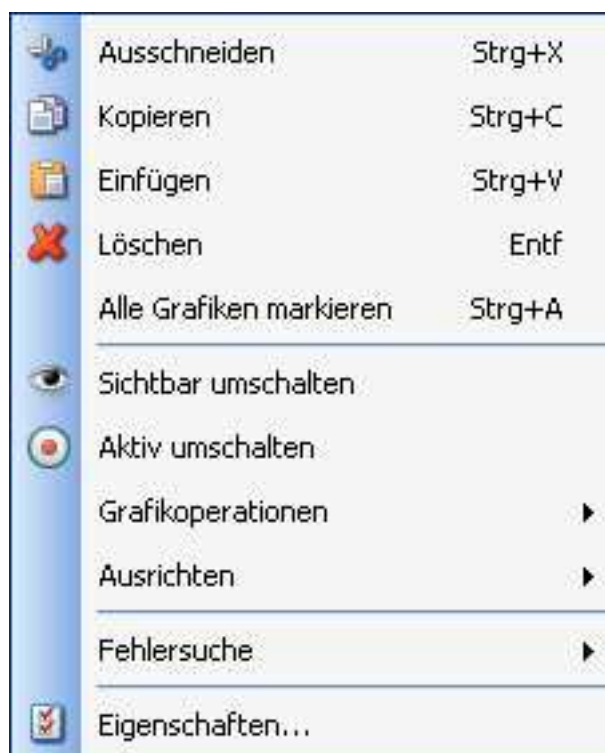 Ausschneiden Strg+X
Kopieren Strg+C
Einfügen Strg+V
Löschen Entf
Alle Grafiken markieren Strg+A
Sichtbar umschalten
Aktiv umschalten
Grafikoperationen
Ausrichten
Fehlersuche
Eigenschaften...